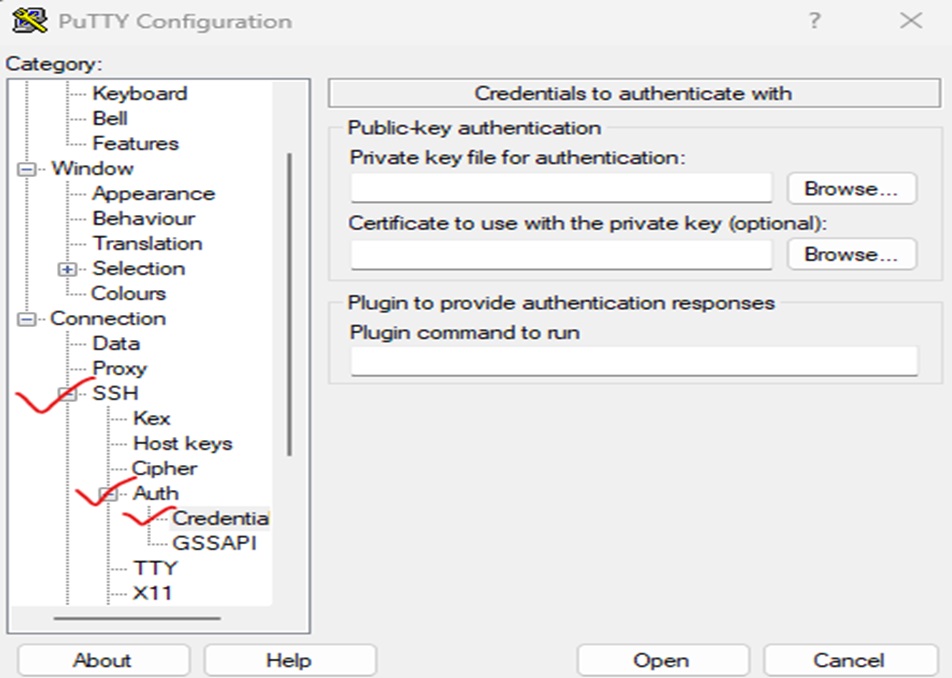 PuTTY Configuration
Category:
Keyboard
Bell
Features
Window
Appearance
Behaviour
Translation
Selection
Colours
Connection
Data
Proxy
SSH
Kex
Host keys
Cipher
Auth
Credential
GSSAPI
TTY
X11
Credentials to authenticate with
Public-key authentication
Private key file for authentication:
Browse...
Certificate to use with the private key (optional):
Browse...
Plugin to provide authentication responses
Plugin command to run
About
Help
Open
Cancel